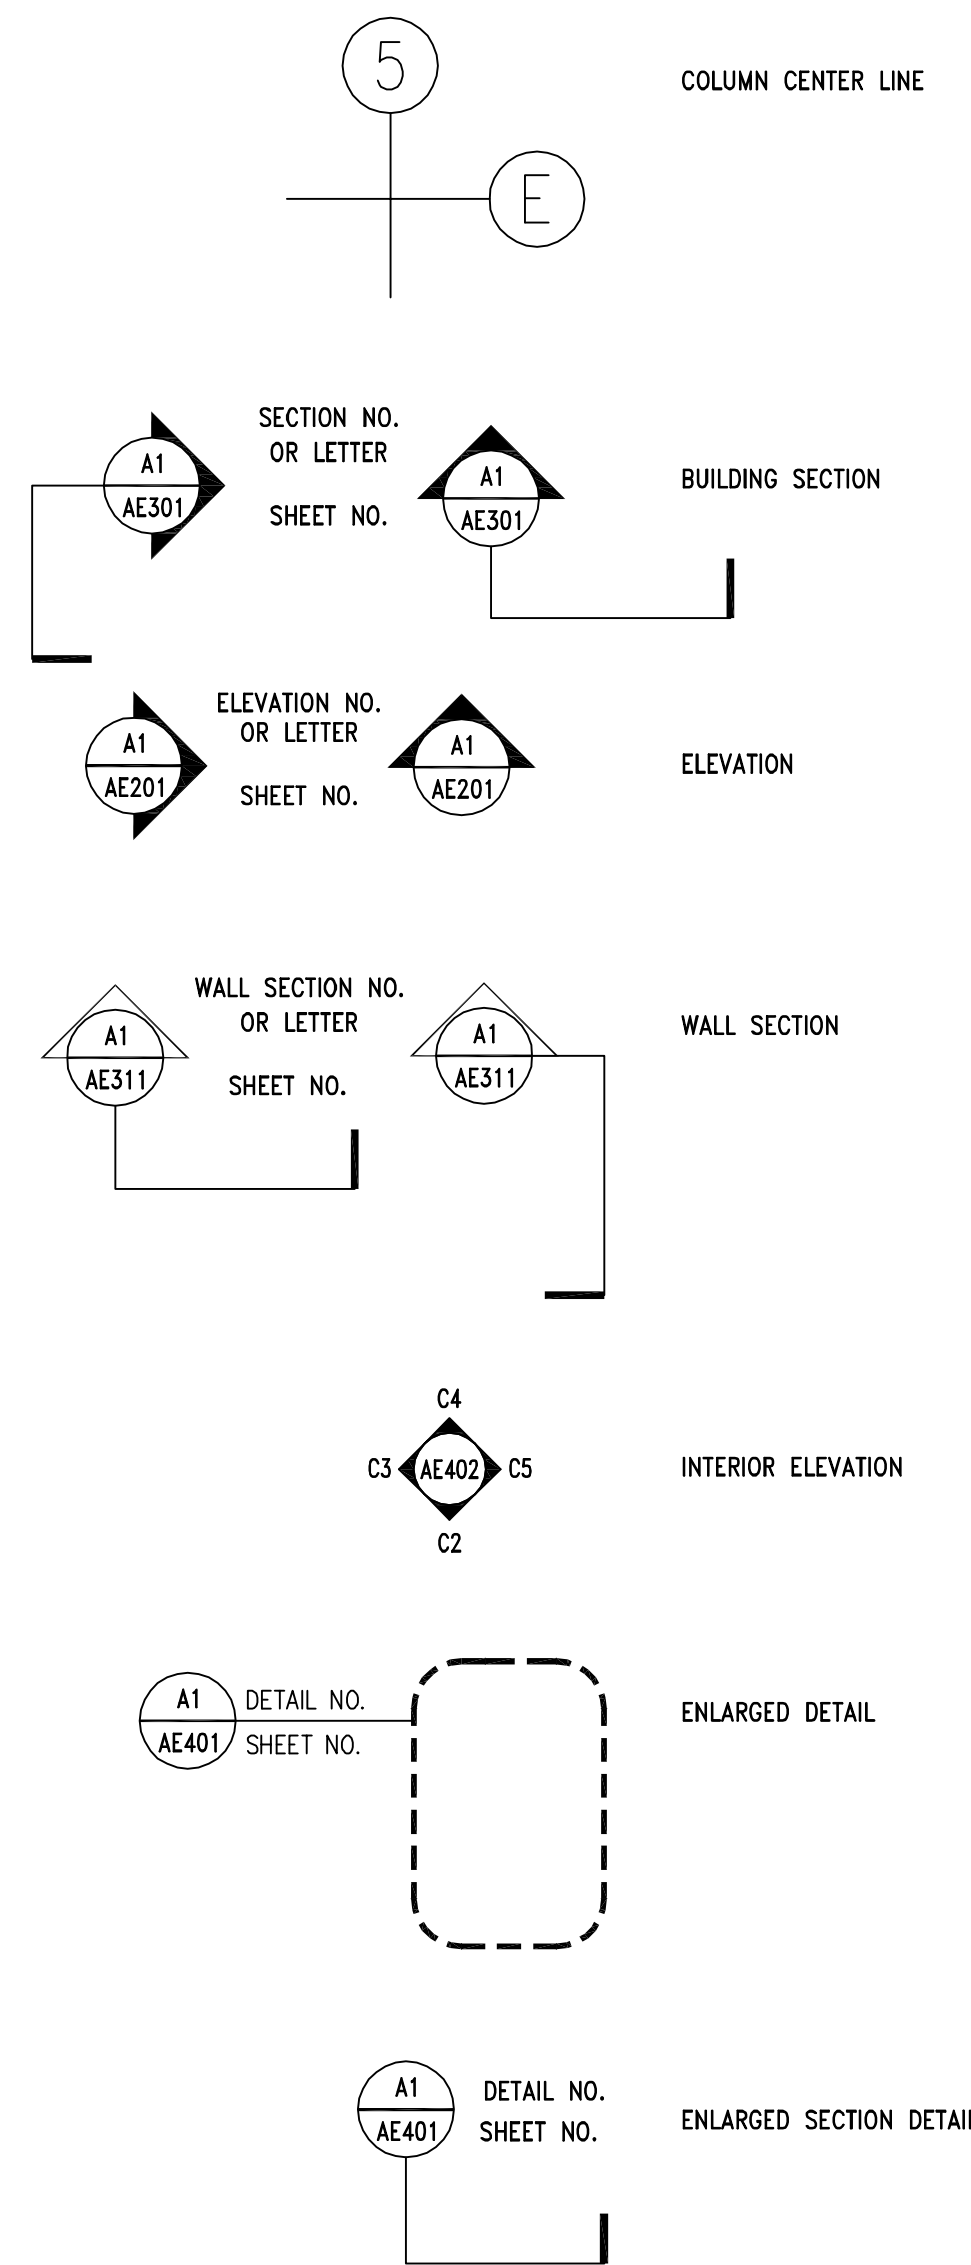 5
COLUMN CENTER LINE
E
SECTION NO.
OR LETTER
SHEET NO.
A1
AE301
A1
AE301
BUILDING SECTION
ELEVATION NO.
OR LETTER
SHEET NO.
A1
AE201
A1
AE201
ELEVATION
WALL SECTION NO.
OR LETTER
SHEET NO.
A1
AE311
A1
AE311
WALL SECTION
C4
C3
AE402
C5
C2
INTERIOR ELEVATION
A1
AE401
DETAIL NO.
SHEET NO.
ENLARGED DETAIL
A1
AE401
DETAIL NO.
SHEET NO.
ENLARGED SECTION DETAIL